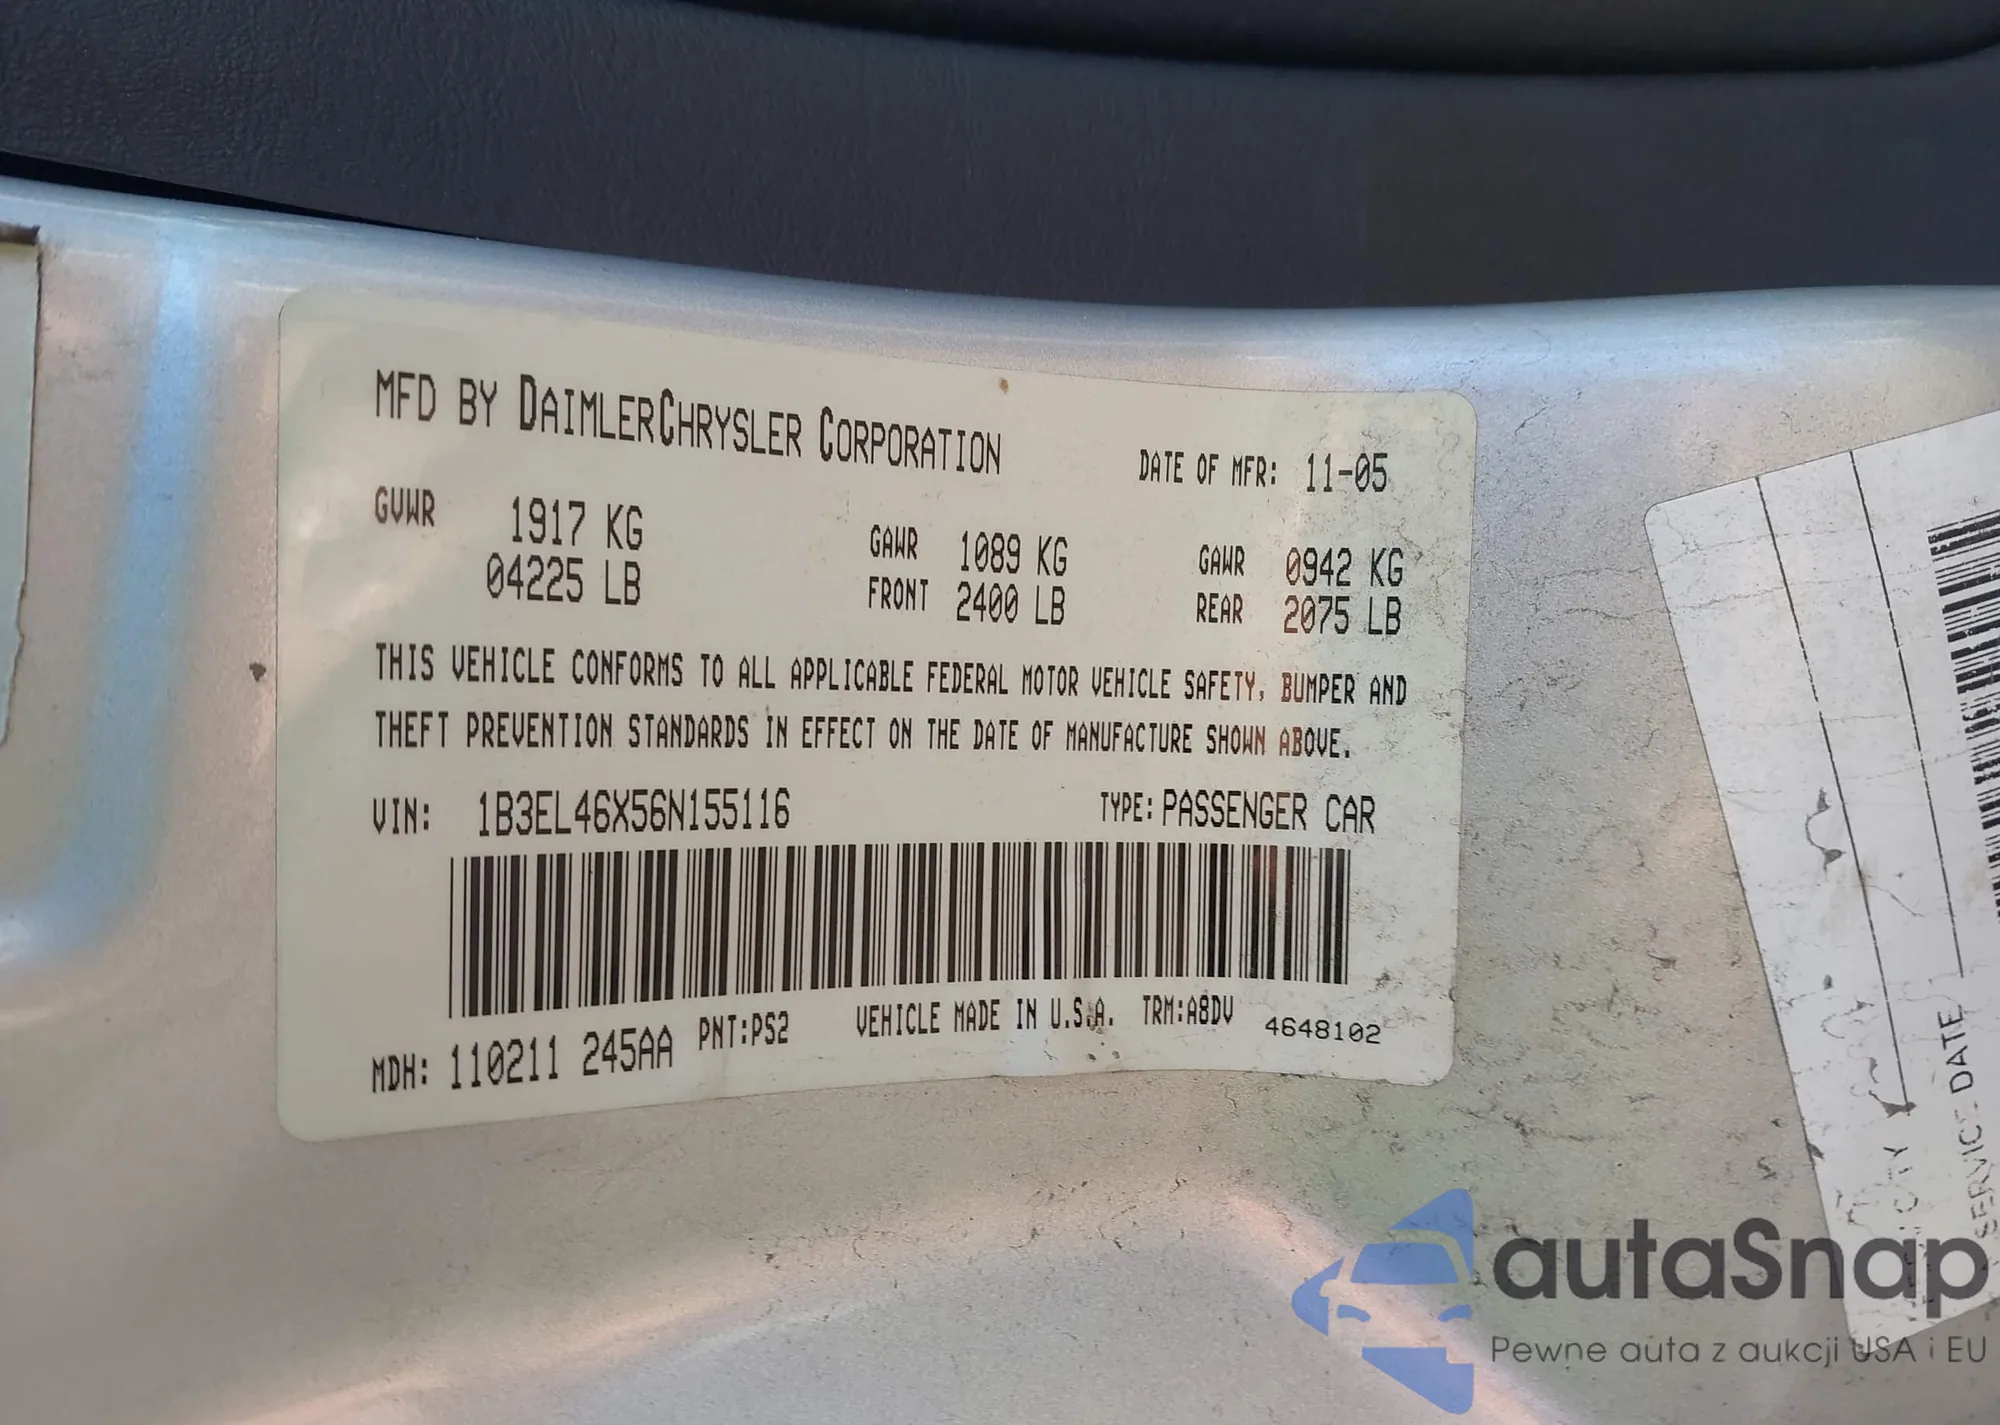 MFD BY DAIMLERCHRYSLER CORPORATION
DATE OF MFR: 11-05
GVWR 1917 KG
04225 LB
GAWR 1089 KG
FRONT 2400 LB
GAWR 0942 KG
REAR 2075 LB
THIS VEHICLE CONFORMS TO ALL APPLICABLE FEDERAL MOTOR VEHICLE SAFETY, BUMPER AND
THEFT PREVENTION STANDARDS IN EFFECT ON THE DATE OF MANUFACTURE SHOWN ABOVE.
VIN: 1B3EL46X56N155116
TYPE: PASSENGER CAR
MDH: 110211 245AA PNT:PS2 VEHICLE MADE IN U.S.A. TRM:A8DV 4648102
DATE
autaSnap
Pewne auta z aukcji USA i EU